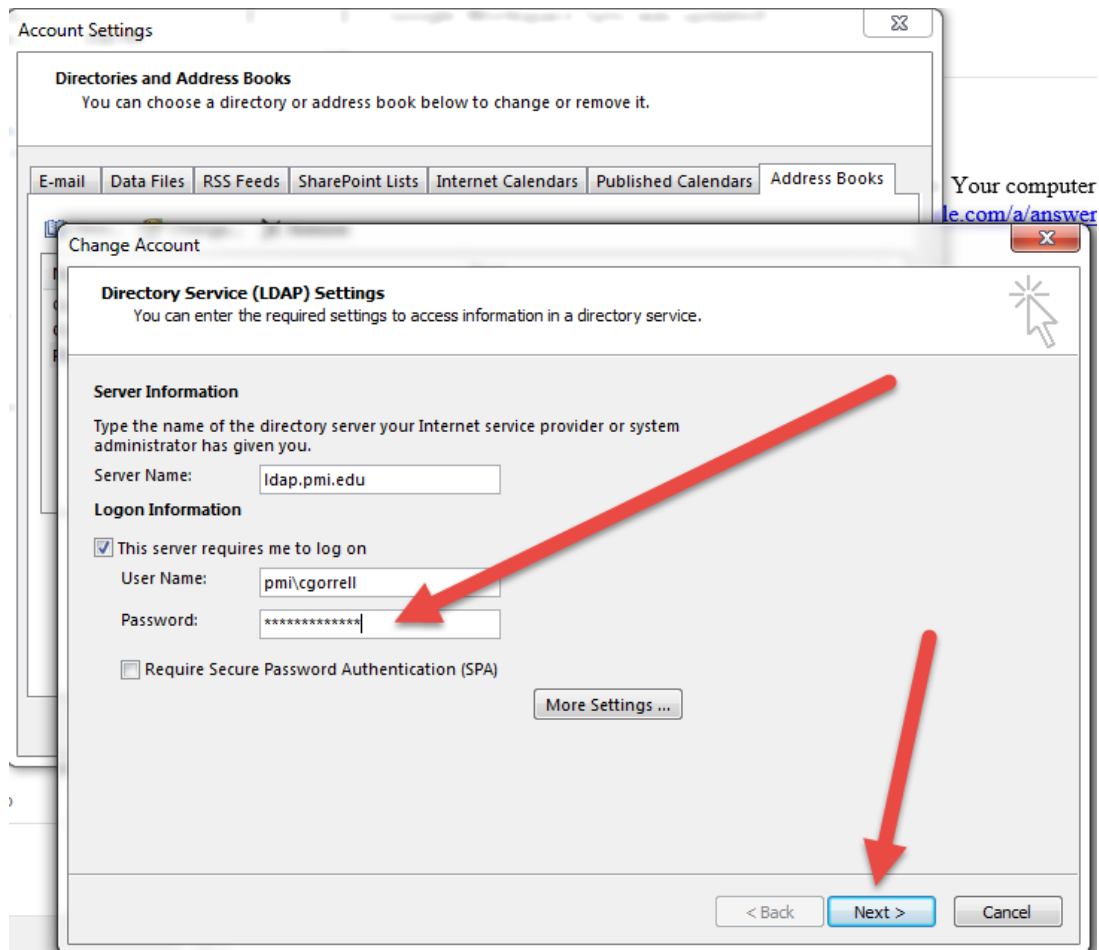 Account Settings
Directories and Address Books
You can choose a directory or address book below to change or remove it.
E-mail Data Files RSS Feeds SharePoint Lists Internet Calendars Published Calendars Address Books
Your computer
le.com/a/answer
Change Account
Directory Service (LDAP) Settings
You can enter the required settings to access information in a directory service.
Server Information
Type the name of the directory server your Internet service provider or system
administrator has given you.
Server Name: ldap.pmi.edu
Logon Information
This server requires me to log on
User Name: pmi\cgorrell
Password: *************
Require Secure Password Authentication (SPA)
More Settings ...
< Back Next > Cancel